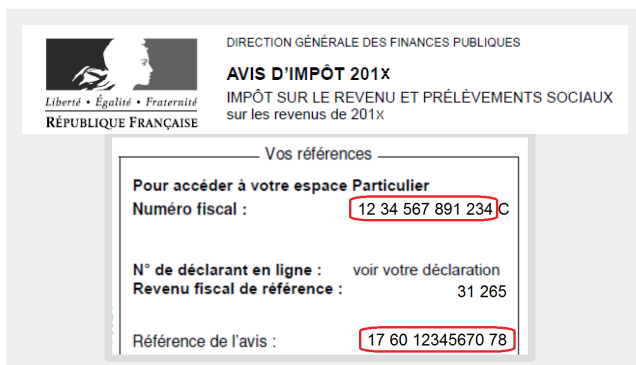 DIRECTION GÉNÉRALE DES FINANCES PUBLIQUES
AVIS D'IMPÔT 201X
IMPÔT SUR LE REVENU ET PRÉLÈVEMENTS SOCIAUX
sur les revenus de 201x
Liberté • Égalité • Fraternité
RÉPUBLIQUE FRANÇAISE
Vos références
Pour accéder à votre espace Particulier
Numéro fiscal : 12 34 567 891 234 C
N° de déclarant en ligne : voir votre déclaration
Revenu fiscal de référence : 31 265
Référence de l'avis : 17 60 12345670 78